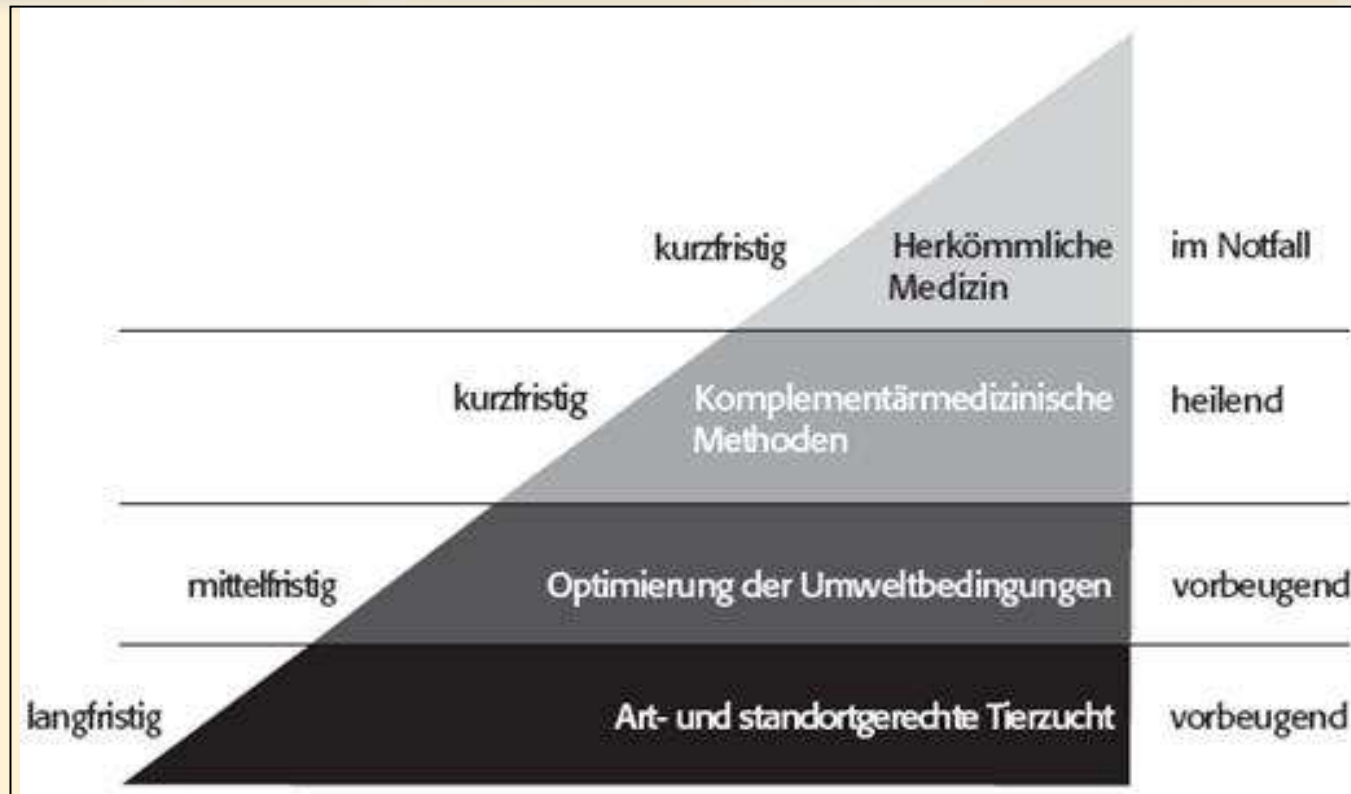 kurzfristig Herkömmliche im Notfall
Medizin
kurzfristig Komplementärmedizinische heilend
Methoden
mittelfristig Optimierung der Umweltbedingungen vorbeugend
langfristig Art- und standortgerechte Tierzucht vorbeugend